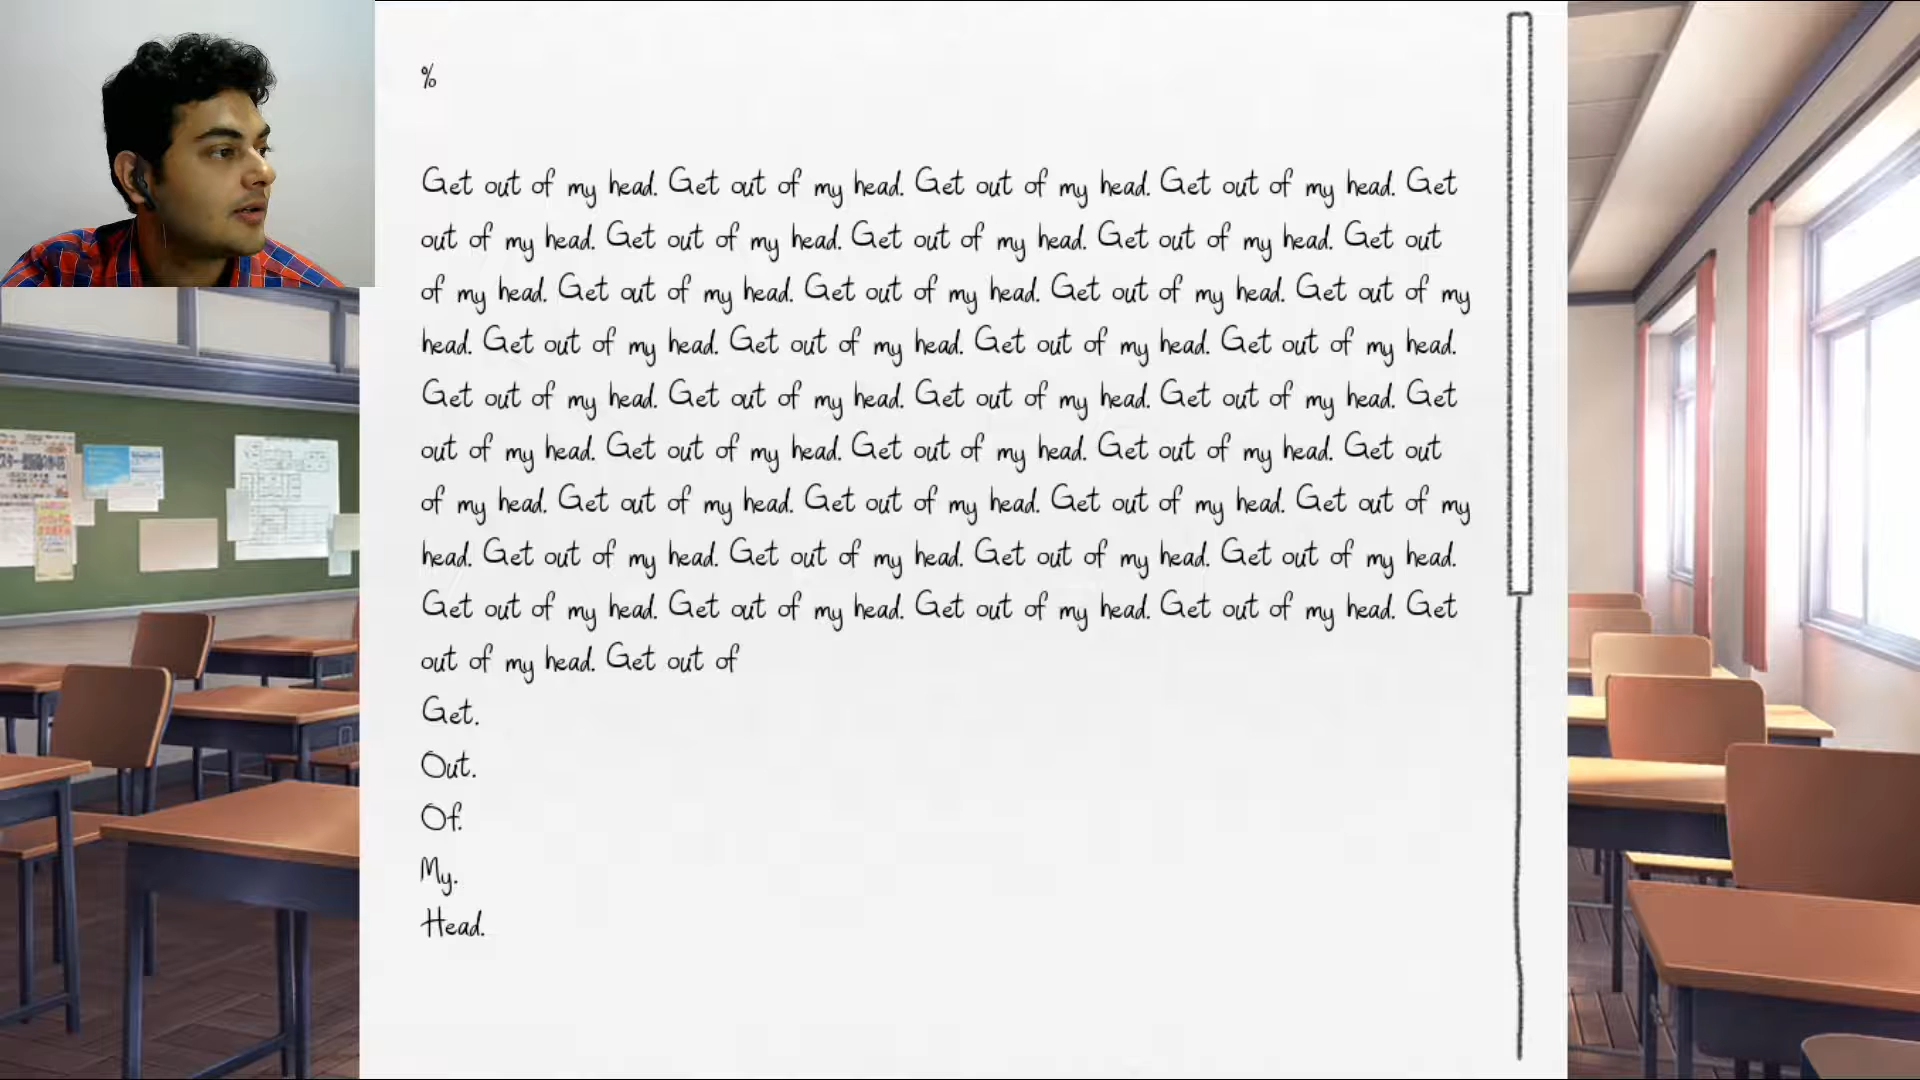 %
Get out of my head. Get out of my head. Get out of my head. Get out of my head. Get
out of my head. Get out of my head. Get out of my head. Get out of my head. Get out
of my head. Get out of my head. Get out of my head. Get out of my head. Get out of my
head. Get out of my head. Get out of my head. Get out of my head. Get out of my head.
Get out of my head. Get out of my head. Get out of my head. Get out of my head. Get
out of my head. Get out of my head. Get out of my head. Get out of my head. Get out
of my head. Get out of my head. Get out of my head. Get out of my head. Get out of my
head. Get out of my head. Get out of my head. Get out of my head. Get out of my head.
Get out of my head. Get out of my head. Get out of my head. Get out of my head. Get
out of my head. Get out of
Get.
Out.
Of.
My.
Head.